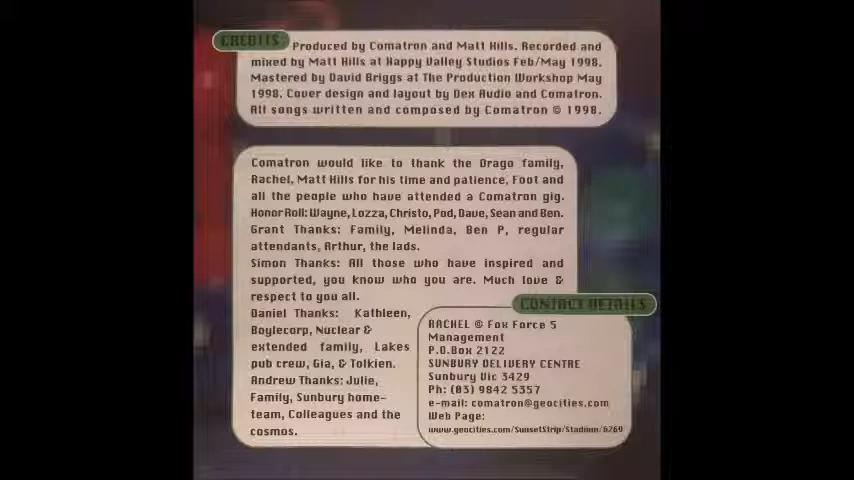 CREDITS
Produced by Comatron and Matt Hills. Recorded and
mixed by Matt Hills at Happy Valley Studios Feb/May 1998.
Mastered by David Briggs at The Production Workshop May
1998. Cover design and layout by Dex Audio and Comatron.
All songs written and composed by Comatron © 1998.
Comatron would like to thank the Drago family,
Rachel, Matt Hills for his time and patience, Foot and
all the people who have attended a Comatron gig.
Honor Roll: Wayne, Lozza, Christo, Pod, Dave, Sean and Ben.
Grant Thanks: Family, Melinda, Ben P, regular
attendants, Arthur, the lads.
Simon Thanks: All those who have inspired and
supported, you know who you are. Much love &
respect to you all.
Daniel Thanks: Kathleen,
Boylecorp, Nuclear &
extended family, Lakes
pub crew, Gia, & Tolkien.
Andrew Thanks: Julie,
Family, Sunbury home-
team, Colleagues and the
cosmos.
CONTACT DETAILS
RACHEL @ Fox Force 5
Management
P.O.Box 2122
SUNBURY DELIVERY CENTRE
Sunbury Vic 3429
Ph: (03) 9842 5357
e-mail: comatron@geocities.com
Web Page:
www.geocities.com/SunsetStrip/Stadium/6269